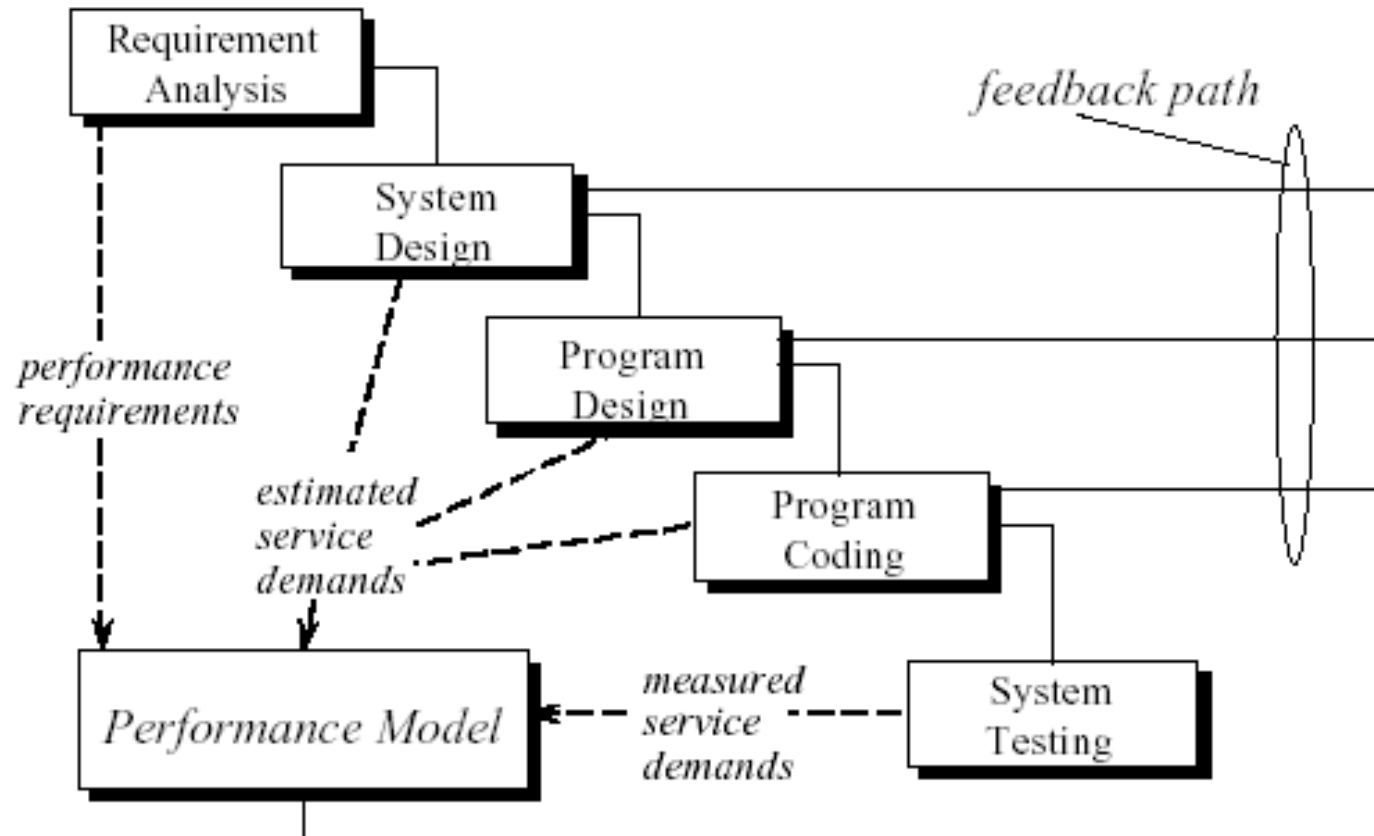 Requirement
Analysis
feedback path
System
Design
performance
requirements
Program
Design
estimated
service
demands
Program
Coding
Performance Model
measured
service
demands
System
Testing